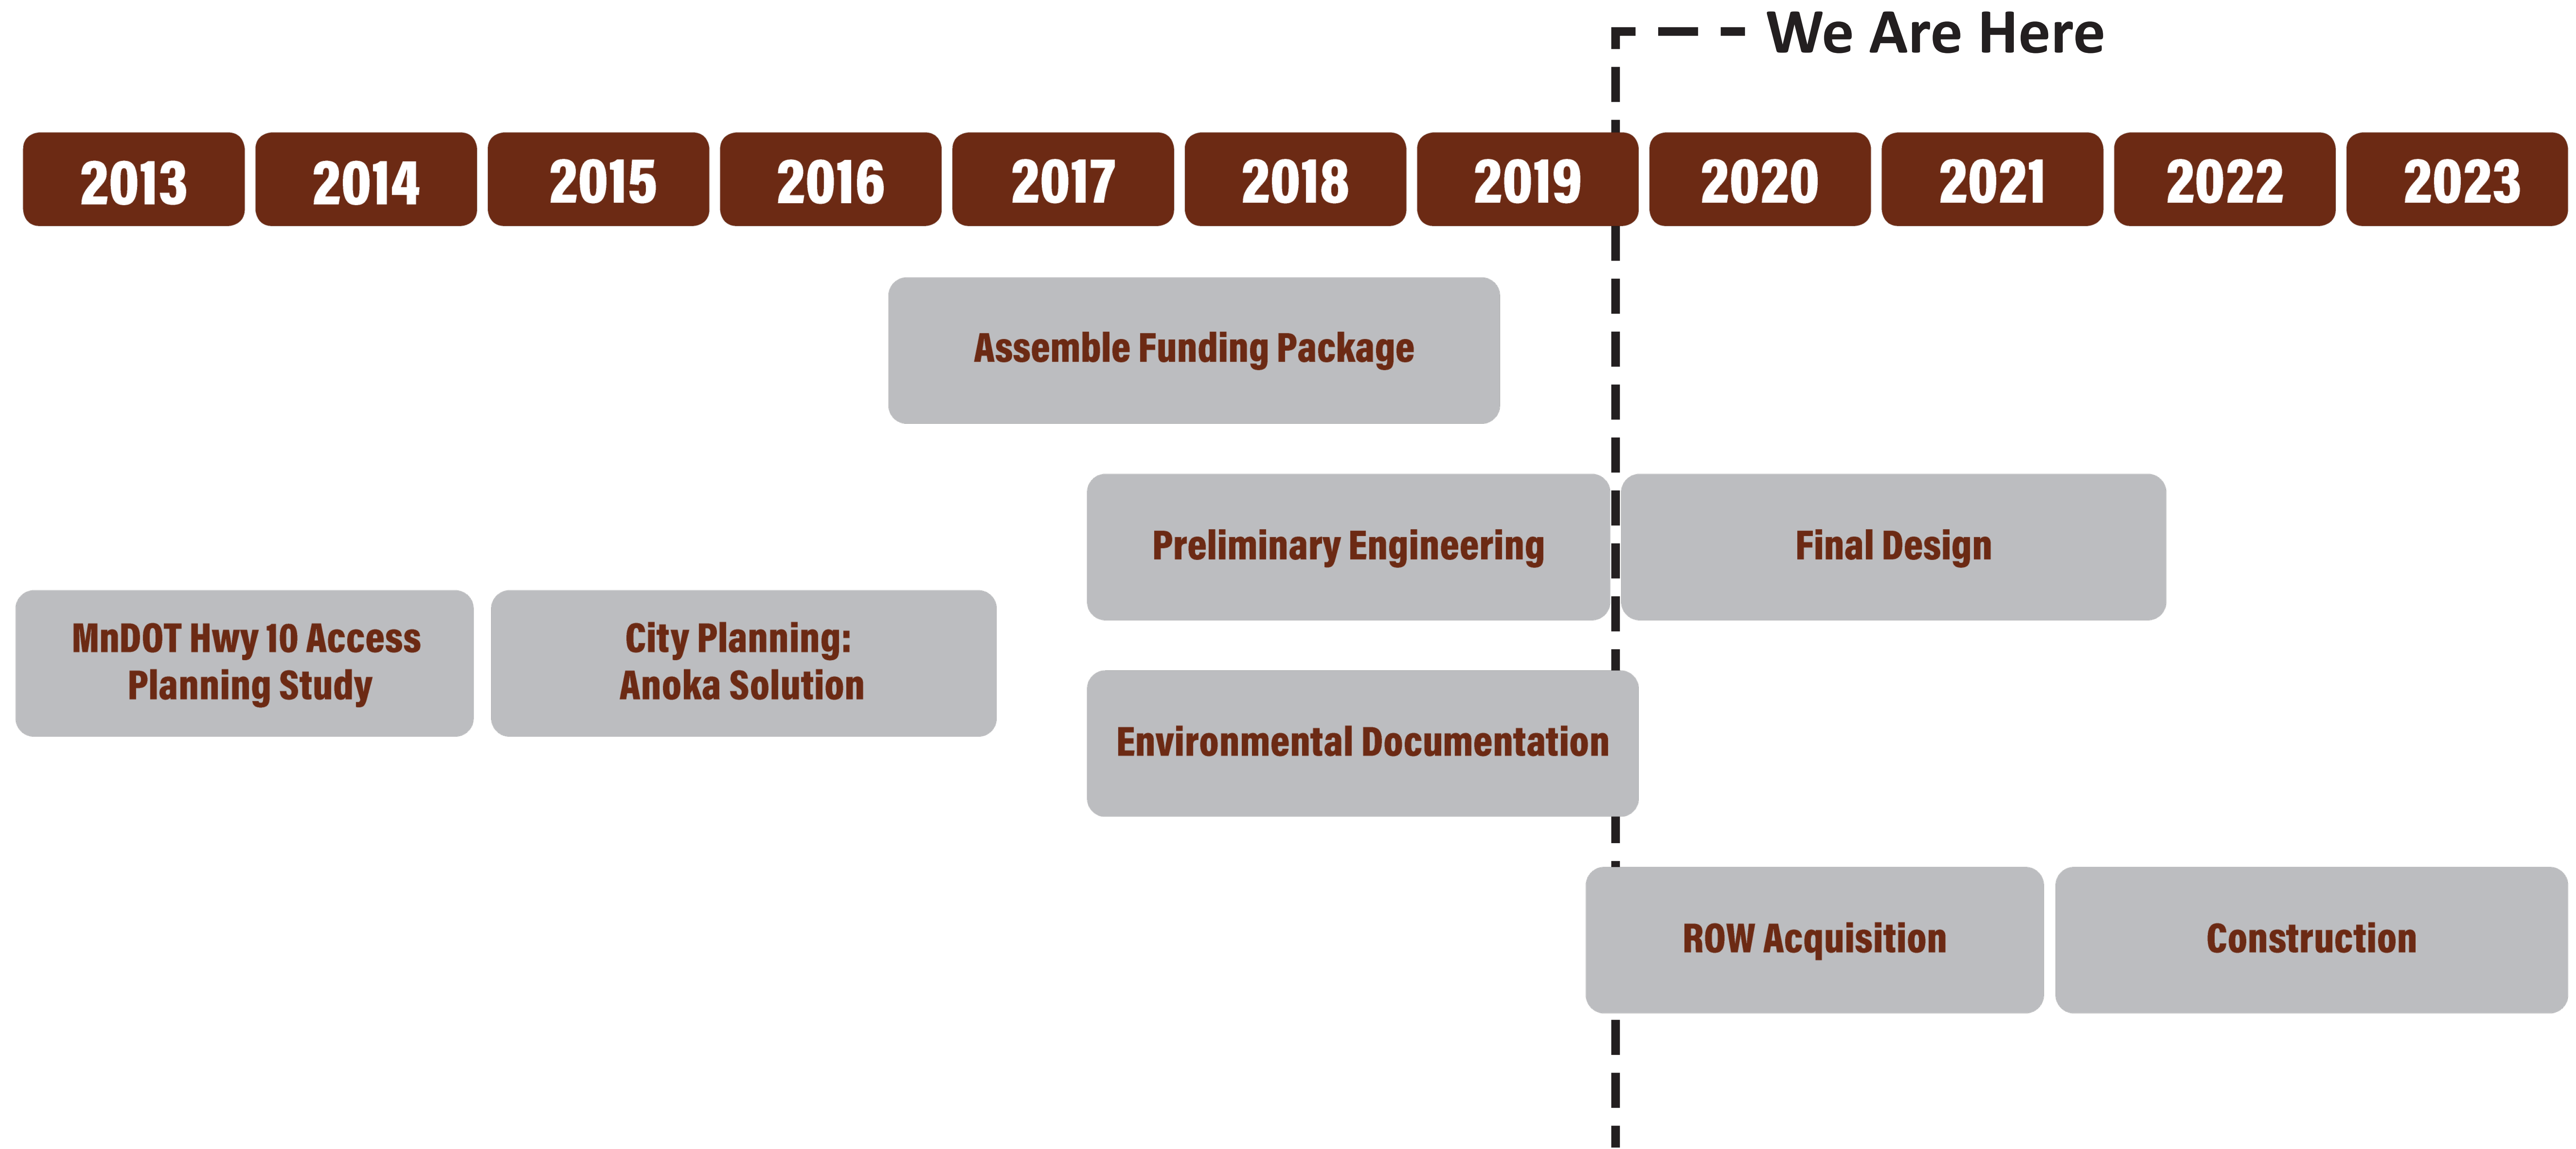 We Are Here
2013 2014 2015 2016 2017 2018 2019 2020 2021 2022 2023
Assemble Funding Package
Preliminary Engineering
Final Design
MnDOT Hwy 10 Access
Planning Study
City Planning:
Anoka Solution
Environmental Documentation
ROW Acquisition
Construction